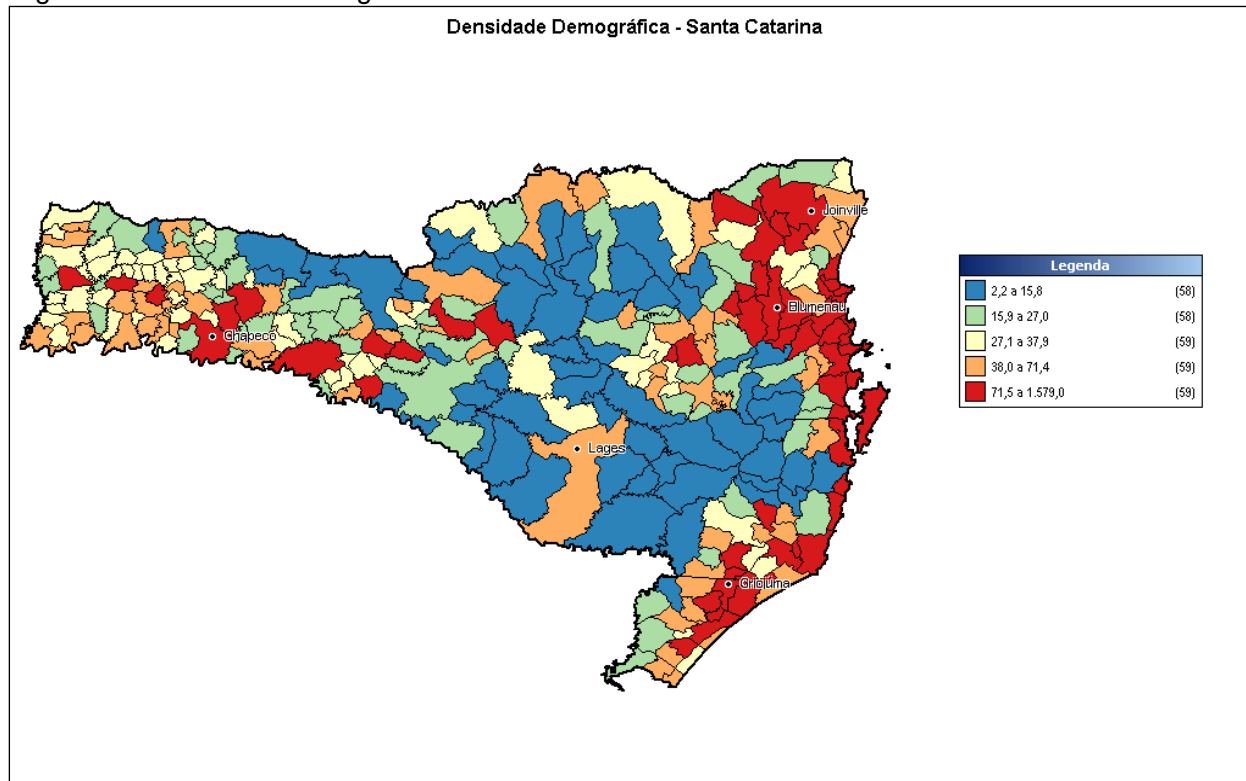 Densidade Demográfica - Santa Catarina
Joinville
Blumenau
Chapecó
Lages
Criciúma
Legenda
2,2 a 15,8 (58)
15,9 a 27,0 (58)
27,1 a 37,9 (59)
38,0 a 71,4 (59)
71,5 a 1.579,0 (59)